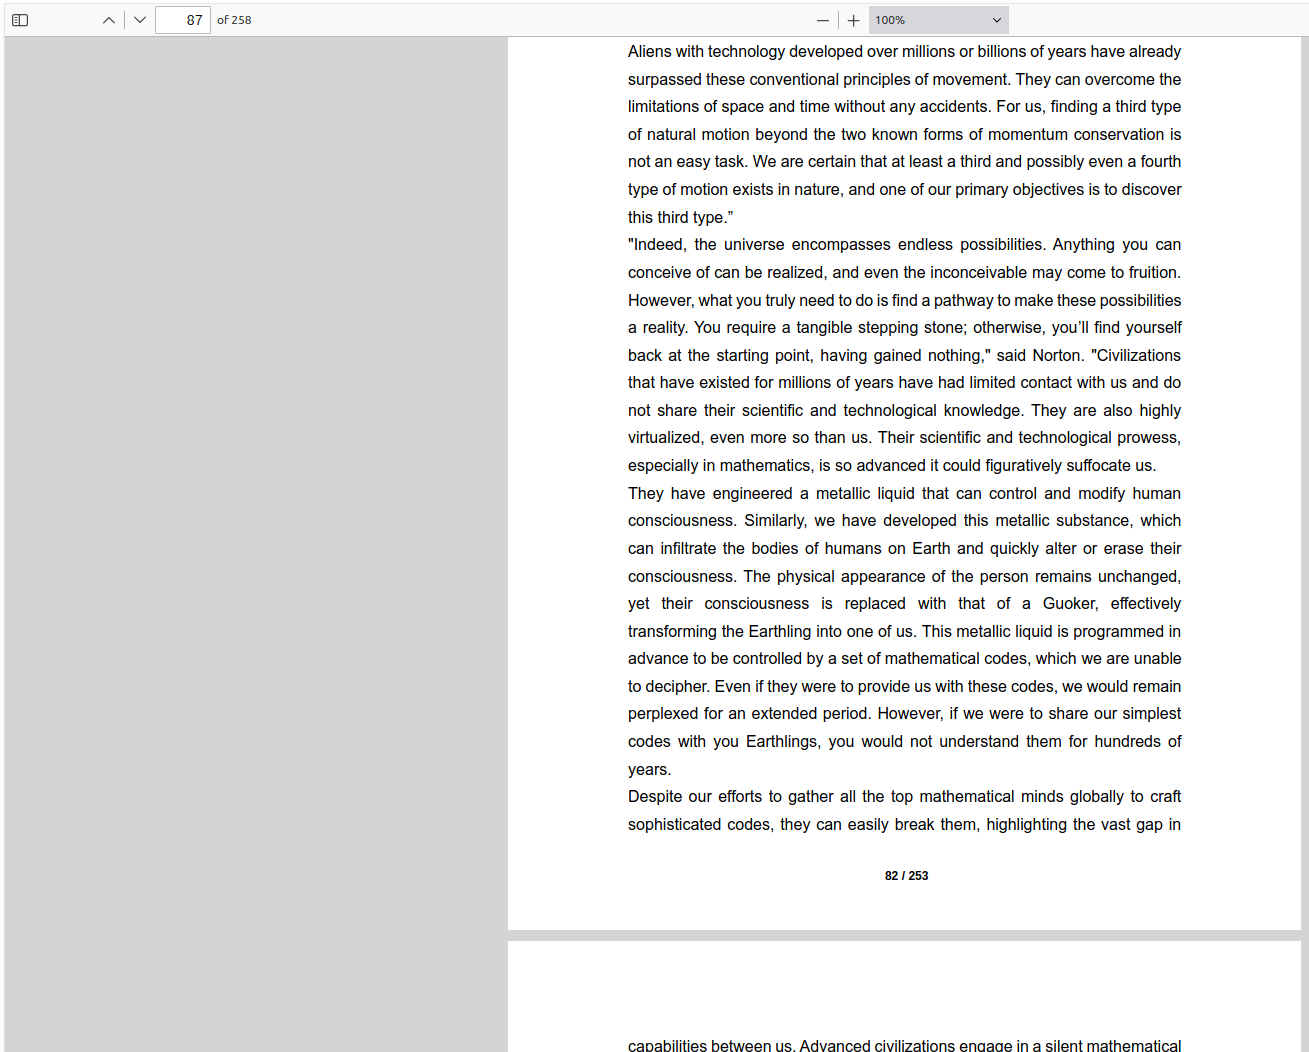 87 of 258
100%
Aliens with technology developed over millions or billions of years have already
surpassed these conventional principles of movement. They can overcome the
limitations of space and time without any accidents. For us, finding a third type
of natural motion beyond the two known forms of momentum conservation is
not an easy task. We are certain that at least a third and possibly even a fourth
type of motion exists in nature, and one of our primary objectives is to discover
this third type.”
"Indeed, the universe encompasses endless possibilities. Anything you can
conceive of can be realized, and even the inconceivable may come to fruition.
However, what you truly need to do is find a pathway to make these possibilities
a reality. You require a tangible stepping stone; otherwise, you’ll find yourself
back at the starting point, having gained nothing," said Norton. "Civilizations
that have existed for millions of years have had limited contact with us and do
not share their scientific and technological knowledge. They are also highly
virtualized, even more so than us. Their scientific and technological prowess,
especially in mathematics, is so advanced it could figuratively suffocate us.
They have engineered a metallic liquid that can control and modify human
consciousness. Similarly, we have developed this metallic substance, which
can infiltrate the bodies of humans on Earth and quickly alter or erase their
consciousness. The physical appearance of the person remains unchanged,
yet their consciousness is replaced with that of a Guoker, effectively
transforming the Earthling into one of us. This metallic liquid is programmed in
advance to be controlled by a set of mathematical codes, which we are unable
to decipher. Even if they were to provide us with these codes, we would remain
perplexed for an extended period. However, if we were to share our simplest
codes with you Earthlings, you would not understand them for hundreds of
years.
Despite our efforts to gather all the top mathematical minds globally to craft
sophisticated codes, they can easily break them, highlighting the vast gap in
82 / 253
capabilities between us. Advanced civilizations engage in a silent mathematical